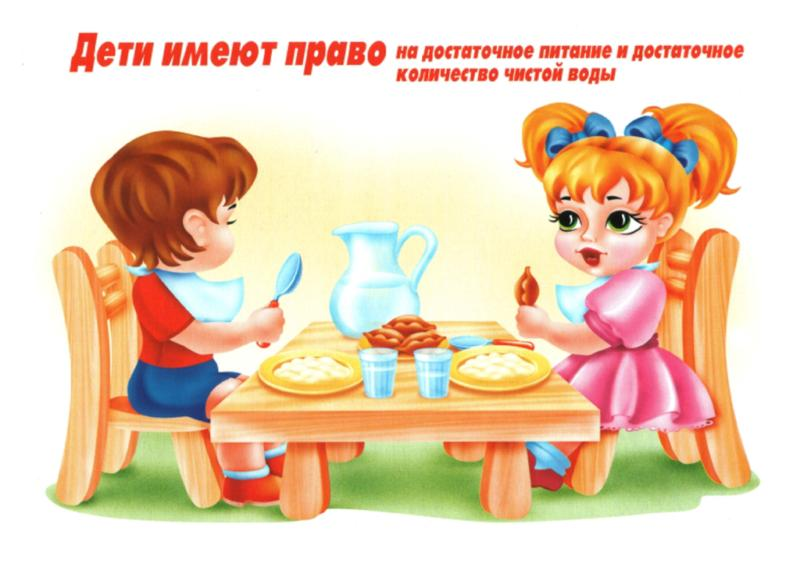 Дети имеют право на достаточное питание и достаточное
количество чистой воды